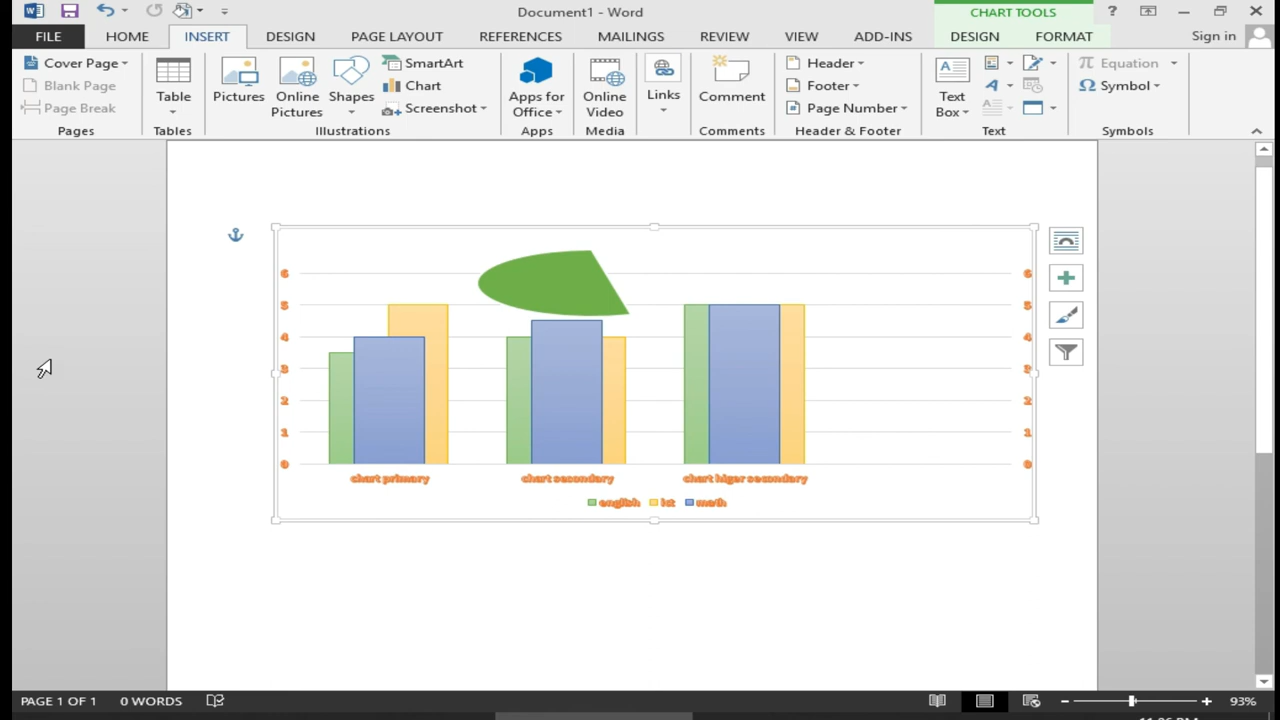 Document1 - Word
CHART TOOLS
?
FILE HOME INSERT DESIGN PAGE LAYOUT REFERENCES MAILINGS REVIEW VIEW ADD-INS DESIGN FORMAT Sign in
Cover Page
Blank Page
Page Break
Pages
Table
Tables
Pictures
Online
Pictures
Shapes
SmartArt
Chart
Screenshot
Illustrations
Apps for
Office
Apps
Online
Video
Media
Links
Comment
Comments
Header
Footer
Page Number
Header & Footer
Text
Box
Text
Equation
Symbol
Symbols
6 6
5 5
4 4
3 3
2 2
1 1
0 0
chart primary chart secondary chart higer secondary
english ict math
PAGE 1 OF 1 0 WORDS 93%